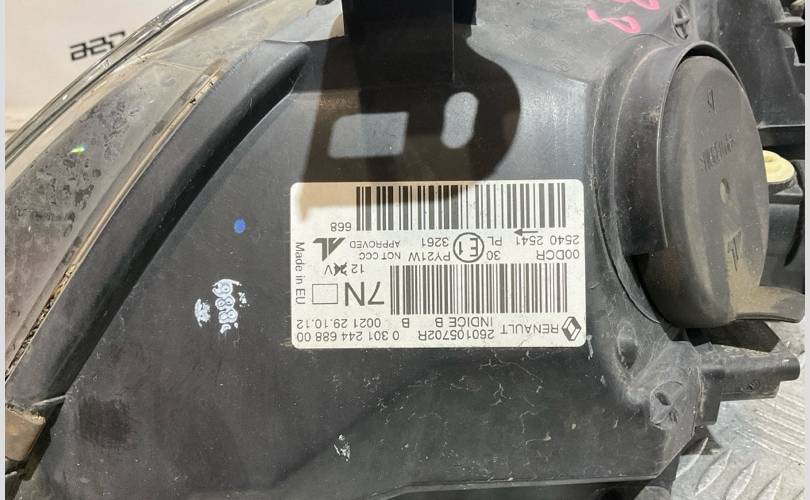 RENAULT
260105702R
INDICE B B
0 301 244 688 00
0021 29.10.12
7N
Made in EU
12 V
00DCR
2540 2541 PL
30 PY21W
E1 3261
NOT CCC
APPROVED
AL
668